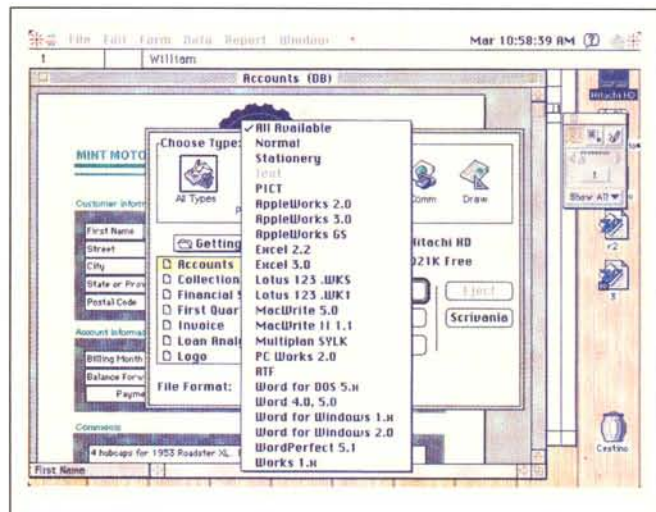 File Edit Form Data Report Window
Mar 10:58:39 AM
1 William
Accounts (DB)
Hitachi HD
MINT MOTO
Choose Type:
All Types
Comm
Draw
✓All Available
Normal
Stationery
Text
PICT
AppleWorks 2.0
AppleWorks 3.0
AppleWorks GS
Excel 2.2
Excel 3.0
Lotus 123 .WKS
Lotus 123 .WK1
MacWrite 5.0
MacWrite II 1.1
Multiplan SYLK
PC Works 2.0
RTF
Word for DOS 5.x
Word 4.0, 5.0
Word for Windows 1.x
Word for Windows 2.0
WordPerfect 5.1
Works 1.x
Getting
Accounts
Collection
Financial S
First Quar
Invoice
Loan Anal
Logo
File Format:
Hitachi HD
021K Free
Eject
Scrivania
1
Show All
r2
3
Cestino
Customer Inform
First Name
Street
City
State or Prov
Postal Code
Account Informat
Billing Month
Balance Forw
Payme
Comments
4 hubcaps for 1953 Roadster XL.
First Name